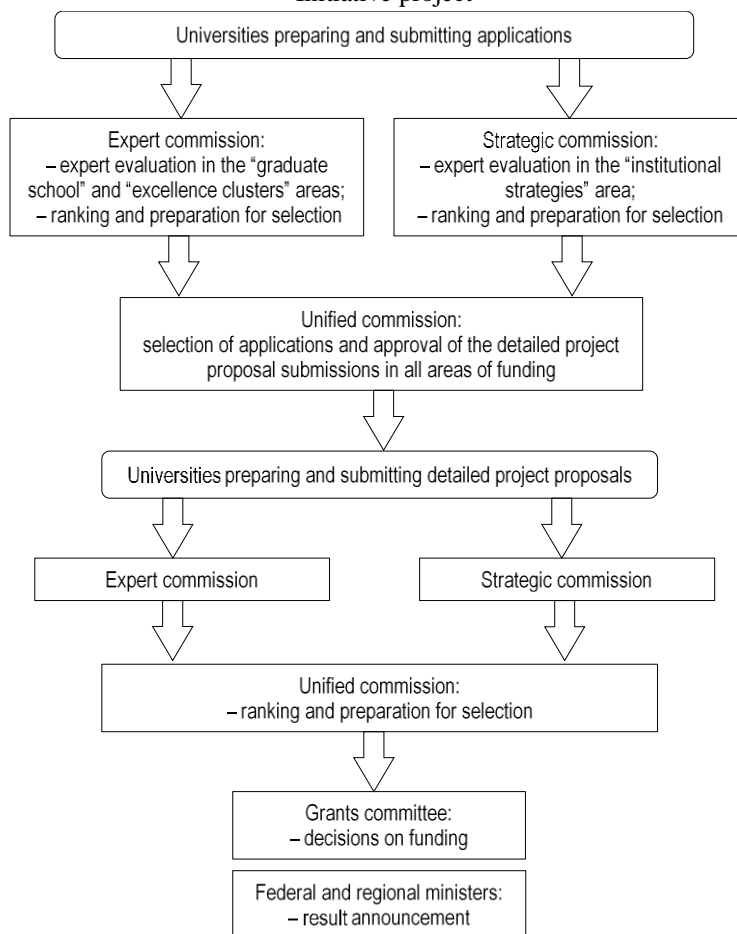 Initiative project
Universities preparing and submitting applications
Expert commission:
– expert evaluation in the “graduate
school” and “excellence clusters” areas;
– ranking and preparation for selection
Strategic commission:
– expert evaluation in the “institutional
strategies” area;
– ranking and preparation for selection
Unified commission:
selection of applications and approval of the detailed project
proposal submissions in all areas of funding
Universities preparing and submitting detailed project proposals
Expert commission
Strategic commission
Unified commission:
– ranking and preparation for selection
Grants committee:
– decisions on funding
Federal and regional ministers:
– result announcement